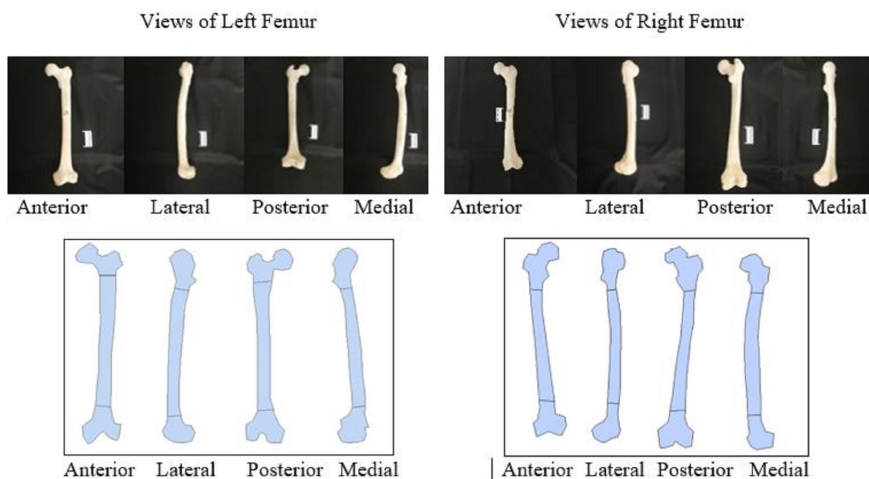 Views of Left Femur
Views of Right Femur
Anterior Lateral Posterior Medial
Anterior Lateral Posterior Medial
Anterior Lateral Posterior Medial
Anterior Lateral Posterior Medial